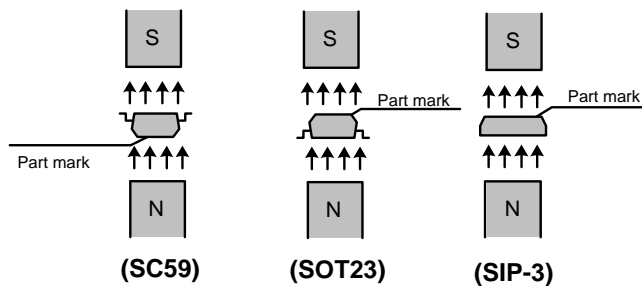 S S S
Part mark Part mark
Part mark
N N N
(SC59) (SOT23) (SIP-3)